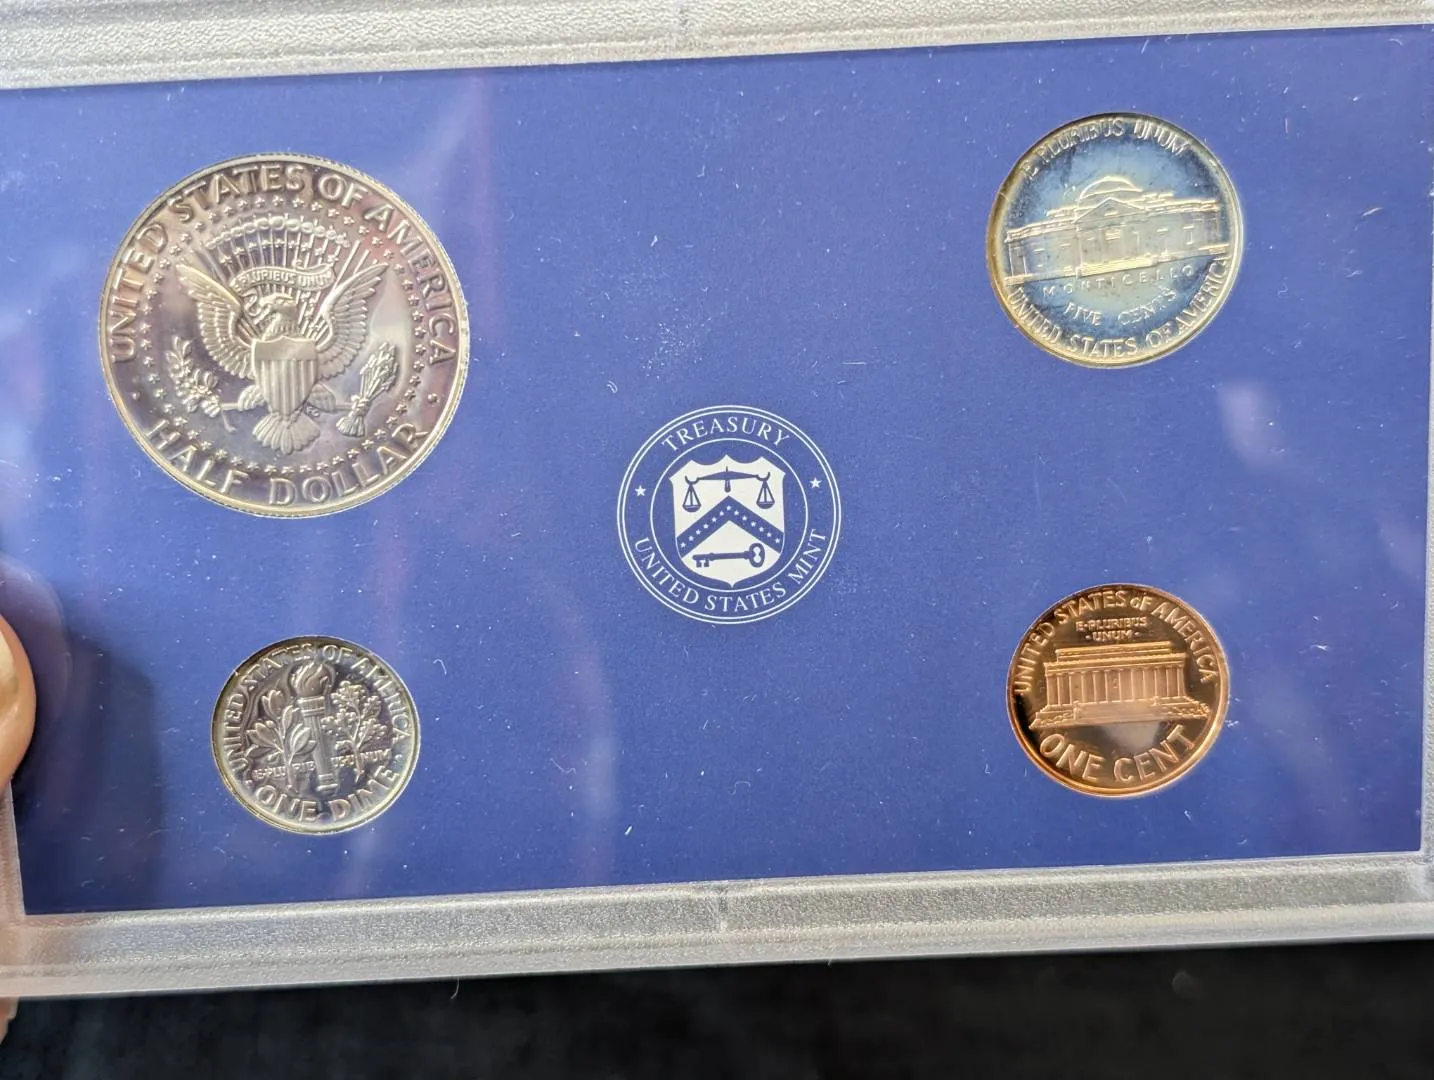 UNITED STATES OF AMERICA
E PLURIBUS UNUM
HALF DOLLAR
E PLURIBUS UNUM
MONTICELLO
FIVE CENTS
UNITED STATES OF AMERICA
TREASURY
UNITED STATES MINT
UNITED STATES OF AMERICA
E PLURIBUS UNUM
ONE DIME
UNITED STATES OF AMERICA
E·PLURIBUS
·UNUM·
ONE CENT